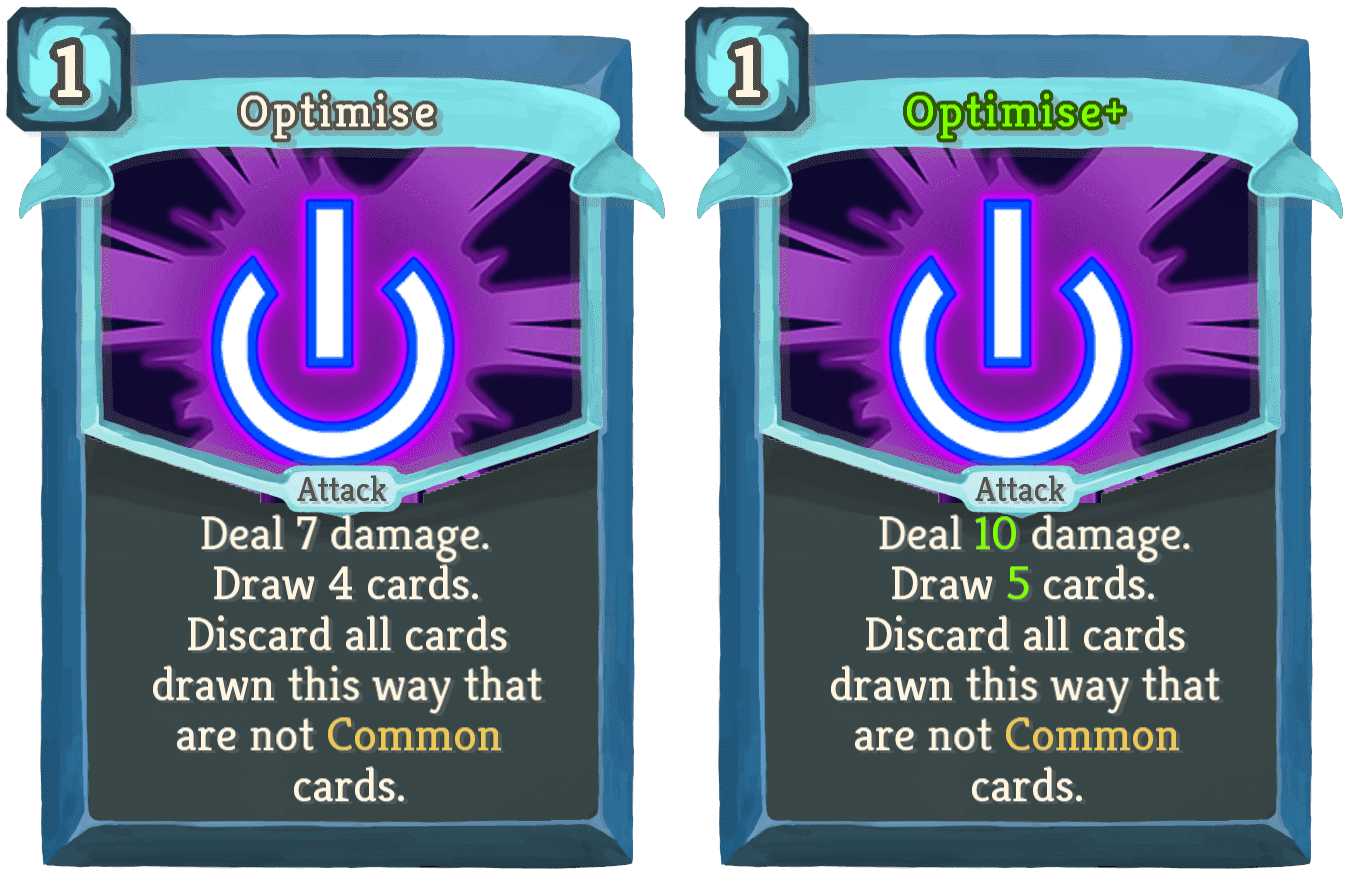 1
Optimise
Attack
Deal 7 damage.
Draw 4 cards.
Discard all cards
drawn this way that
are not Common
cards.
1
Optimise+
Attack
Deal 10 damage.
Draw 5 cards.
Discard all cards
drawn this way that
are not Common
cards.